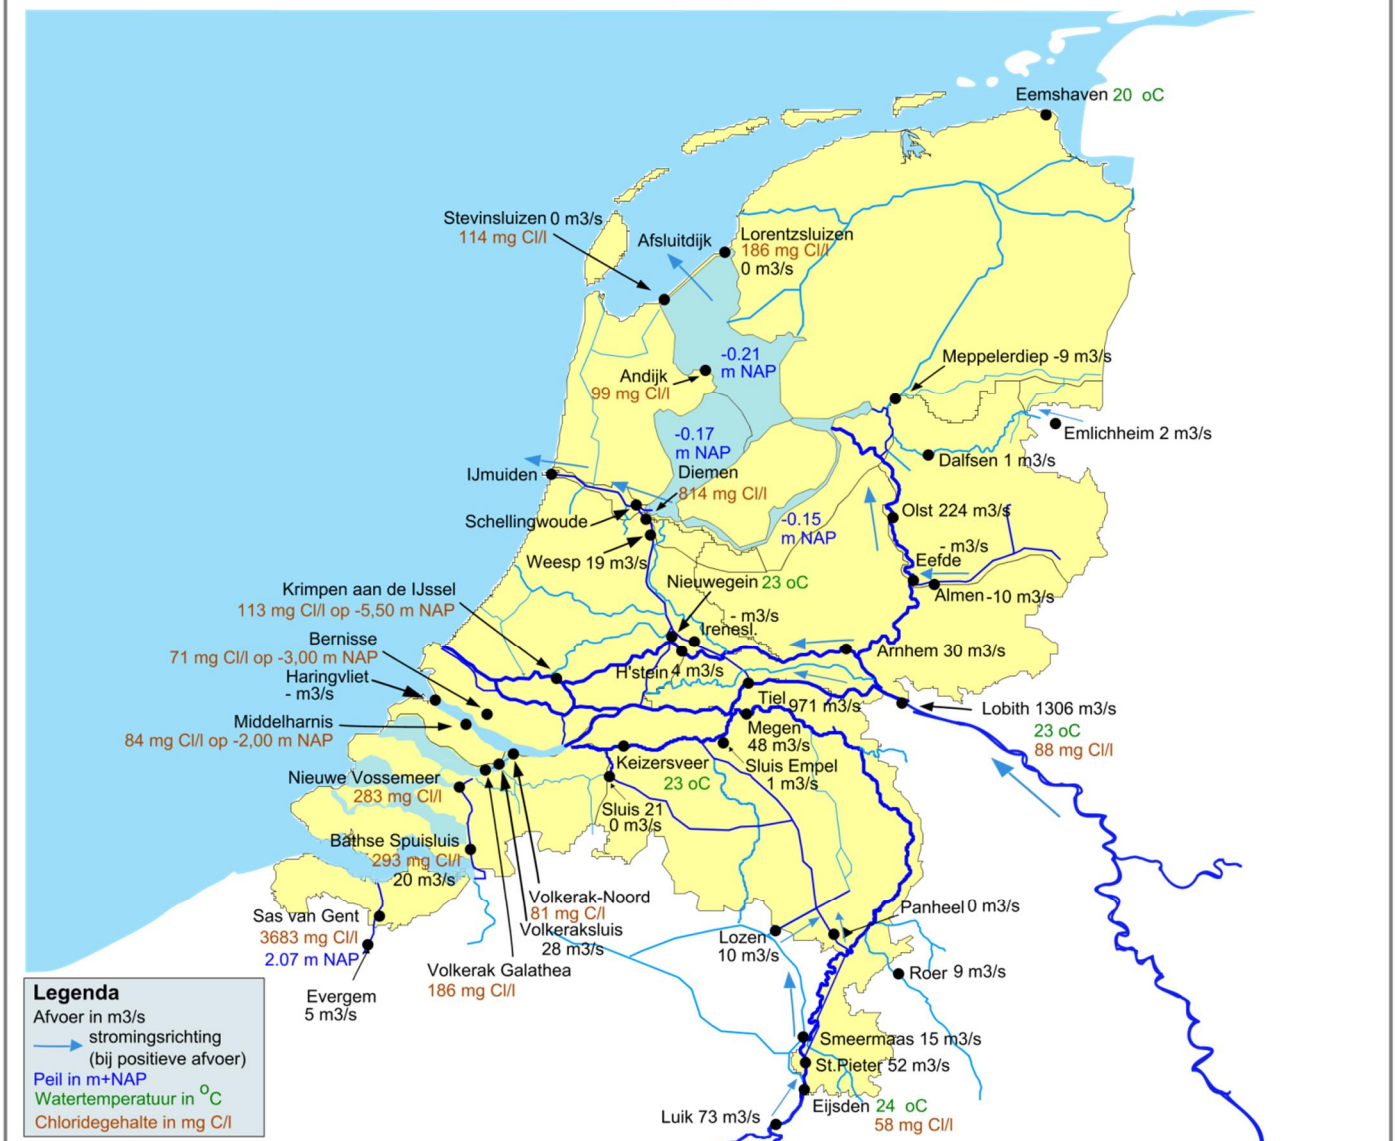 Eemshaven 20 oC
Stevinsluizen 0 m3/s
114 mg Cl/l
Afsluitdijk
Lorentzsluizen
186 mg Cl/l
0 m3/s
-0.21
m NAP
Meppelerdiep -9 m3/s
Andijk
99 mg Cl/l
-0.17
m NAP
Emlichheim 2 m3/s
Dalfsen 1 m3/s
IJmuiden
Diemen
814 mg Cl/l
Schellingwoude
-0.15
m NAP
Olst 224 m3/s
Weesp 19 m3/s
- m3/s
Eefde
Almen -10 m3/s
Nieuwegein 23 oC
Krimpen aan de IJssel
113 mg Cl/l op -5,50 m NAP
- m3/s
Irenesl.
Bernisse
71 mg Cl/l op -3,00 m NAP
Arnhem 30 m3/s
H'stein 4 m3/s
Haringvliet
- m3/s
Tiel 971 m3/s
Lobith 1306 m3/s
23 oC
88 mg Cl/l
Middelharnis
84 mg Cl/l op -2,00 m NAP
Megen
48 m3/s
Keizersveer
23 oC
Sluis Empel
1 m3/s
Nieuwe Vossemeer
283 mg Cl/l
Sluis 21
0 m3/s
Bathse Spuisluis
293 mg Cl/l
20 m3/s
Volkerak-Noord
81 mg C/l
Volkeraksluis
28 m3/s
Panheel 0 m3/s
Sas van Gent
3683 mg Cl/l
2.07 m NAP
Lozen
10 m3/s
Volkerak Galathea
186 mg Cl/l
Roer 9 m3/s
Evergem
5 m3/s
Smeermaas 15 m3/s
St.Pieter 52 m3/s
Eijsden 24 oC
58 mg Cl/l
Luik 73 m3/s
Legenda
Afvoer in m3/s
stromingsrichting
(bij positieve afvoer)
Peil in m+NAP
Watertemperatuur in oC
Chloridegehalte in mg C/l